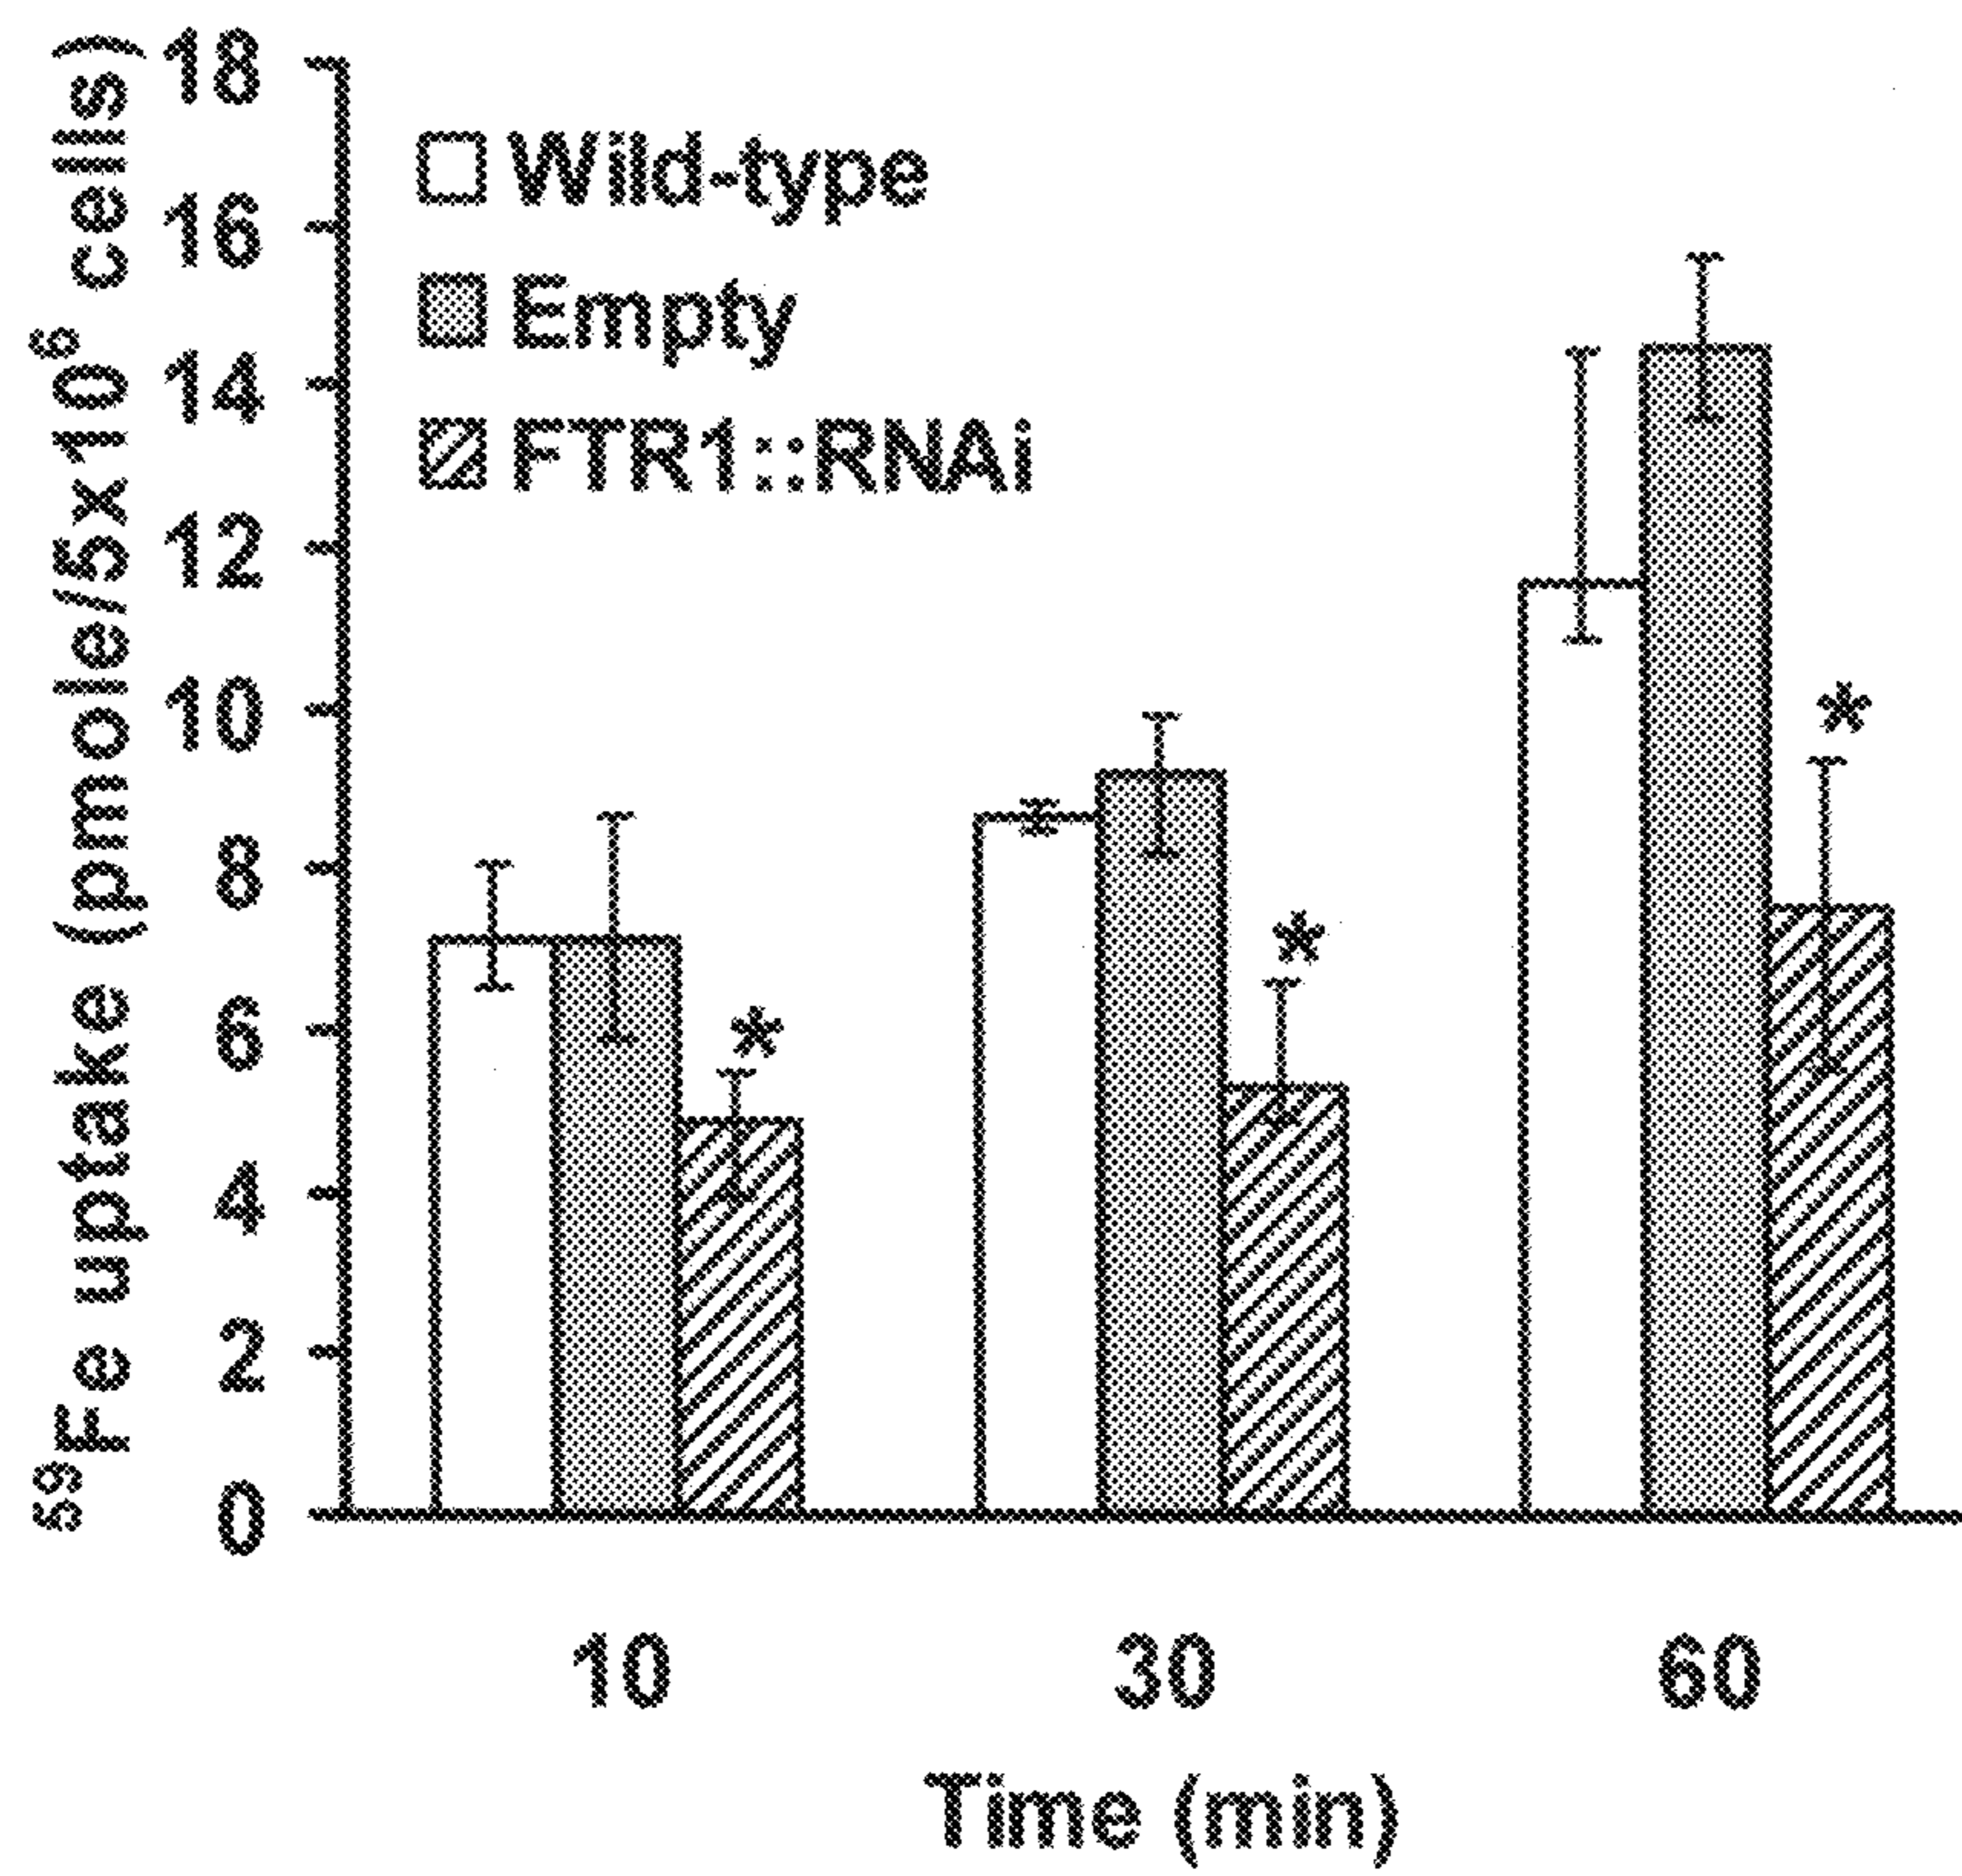 ⁵⁹Fe uptake (pmole/5x10⁶ cells)
18
16
14
12
10
8
6
4
2
0
Wild-type
Empty
FTR1::RNAi
*
*
*
10 30 60
Time (min)